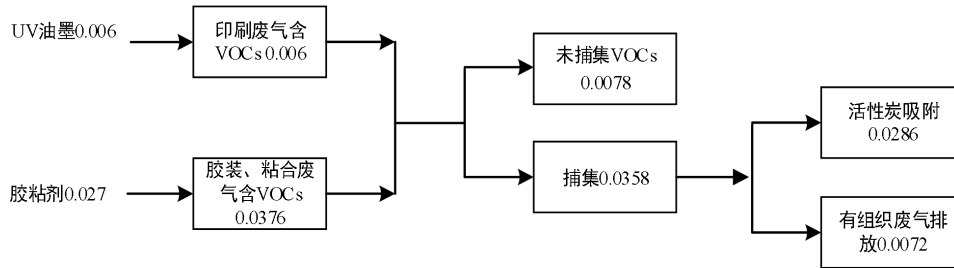 UV油墨0.006
印刷废气含
VOCs 0.006
未捕集VOCs
0.0078
活性炭吸附
0.0286
胶粘剂0.027
胶装、粘合废
气含VOCs
0.0376
捕集0.0358
有组织废气排
放0.0072